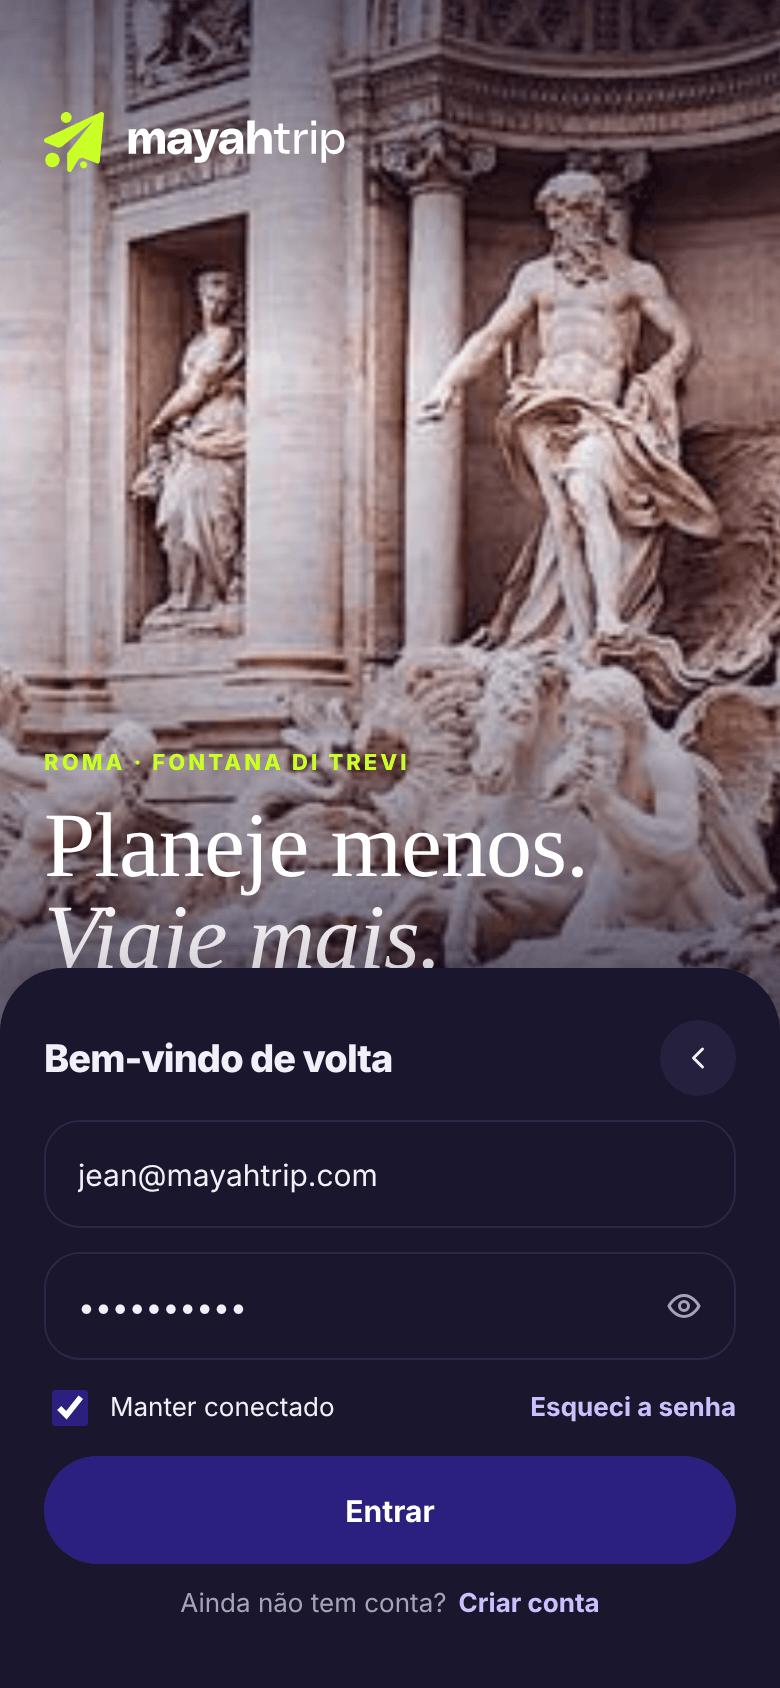 mayahtrip
ROMA · FONTANA DI TREVI
Planeje menos.
Viaje mais.
Bem-vindo de volta
jean@mayahtrip.com
••••••••••
Manter conectado
Esqueci a senha
Entrar
Ainda não tem conta? Criar conta